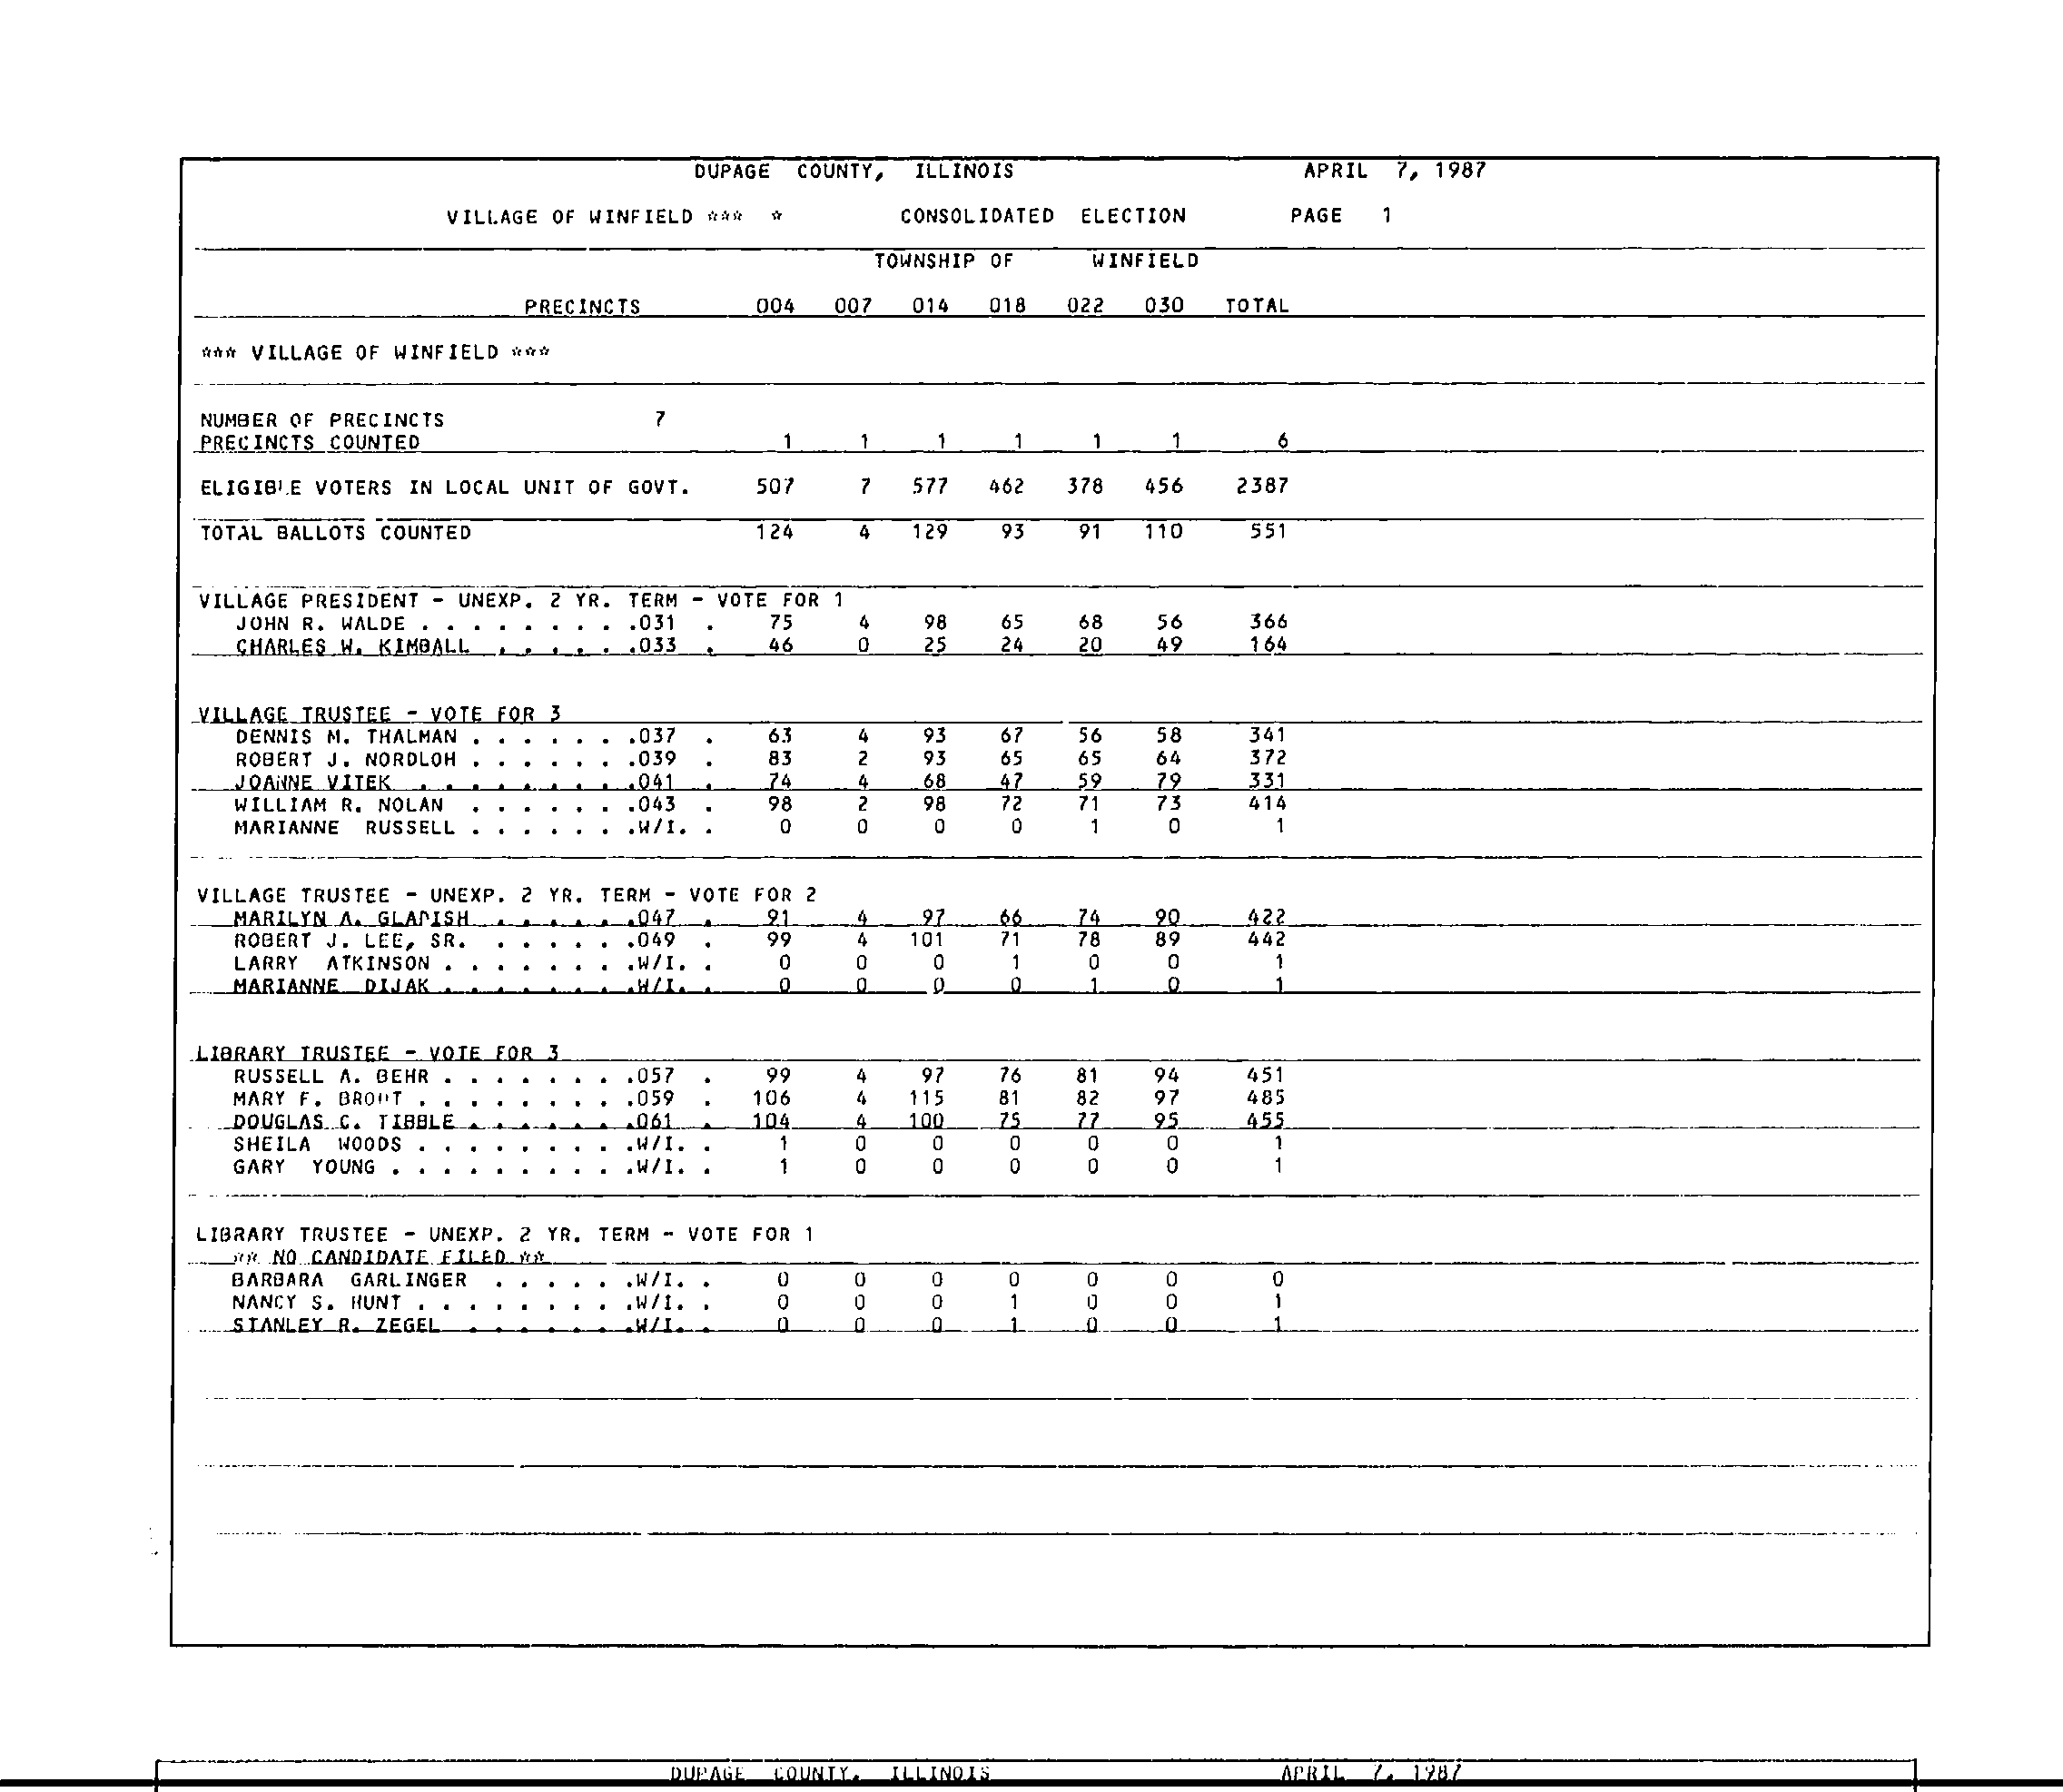 DUPAGE COUNTY, ILLINOIS APRIL 7, 1987
VILLAGE OF WINFIELD *** * CONSOLIDATED ELECTION PAGE 1
TOWNSHIP OF WINFIELD
PRECINCTS 004 007 014 018 022 030 TOTAL
*** VILLAGE OF WINFIELD ***
NUMBER OF PRECINCTS 7
PRECINCTS COUNTED 1 1 1 1 1 1 6
ELIGIBLE VOTERS IN LOCAL UNIT OF GOVT. 507 7 577 462 378 456 2387
TOTAL BALLOTS COUNTED 124 4 129 93 91 110 551
VILLAGE PRESIDENT - UNEXP. 2 YR. TERM - VOTE FOR 1
JOHN R. WALDE . . . . . . . . .031 . 75 4 98 65 68 56 366
CHARLES W. KIMBALL . . . . . .033 . 46 0 25 24 20 49 164
VILLAGE TRUSTEE - VOTE FOR 3
DENNIS M. THALMAN . . . . . . .037 . 63 4 93 67 56 58 341
ROBERT J. NORDLOH . . . . . . .039 . 83 2 93 65 65 64 372
JOANNE VITEK . . . . . . . . .041 . 74 4 68 47 59 79 331
WILLIAM R. NOLAN . . . . . . .043 . 98 2 98 72 71 73 414
MARIANNE RUSSELL . . . . . . .W/I. . 0 0 0 0 1 0 1
VILLAGE TRUSTEE - UNEXP. 2 YR. TERM - VOTE FOR 2
MARILYN A. GLADISH . . . . . .047 . 91 4 97 66 74 90 422
ROBERT J. LEE, SR. . . . . . .049 . 99 4 101 71 78 89 442
LARRY ATKINSON . . . . . . . .W/I. . 0 0 0 1 0 0 1
MARIANNE DIJAK . . . . . . . .W/I. . 0 0 0 0 1 0 1
LIBRARY TRUSTEE - VOTE FOR 3
RUSSELL A. BEHR . . . . . . . .057 . 99 4 97 76 81 94 451
MARY F. . . . . . . . . .059 . 106 4 115 81 82 97 485
DOUGLAS C. TIBBLE . . . . . . .061 . 104 4 100 75 77 95 455
SHEILA WOODS . . . . . . . . .W/I. . 1 0 0 0 0 0 1
GARY YOUNG . . . . . . . . . .W/I. . 1 0 0 0 0 0 1
LIBRARY TRUSTEE - UNEXP. 2 YR. TERM - VOTE FOR 1
** NO CANDIDATE FILED **
BARBARA GARLINGER . . . . . .W/I. . 0 0 0 0 0 0 0
NANCY S. HUNT . . . . . . . . .W/I. . 0 0 0 1 0 0 1
STANLEY R. ZEGEL . . . . . . .W/I. . 0 0 0 1 0 0 1
DUPAGE COUNTY, ILLINOIS APRIL 7, 1987